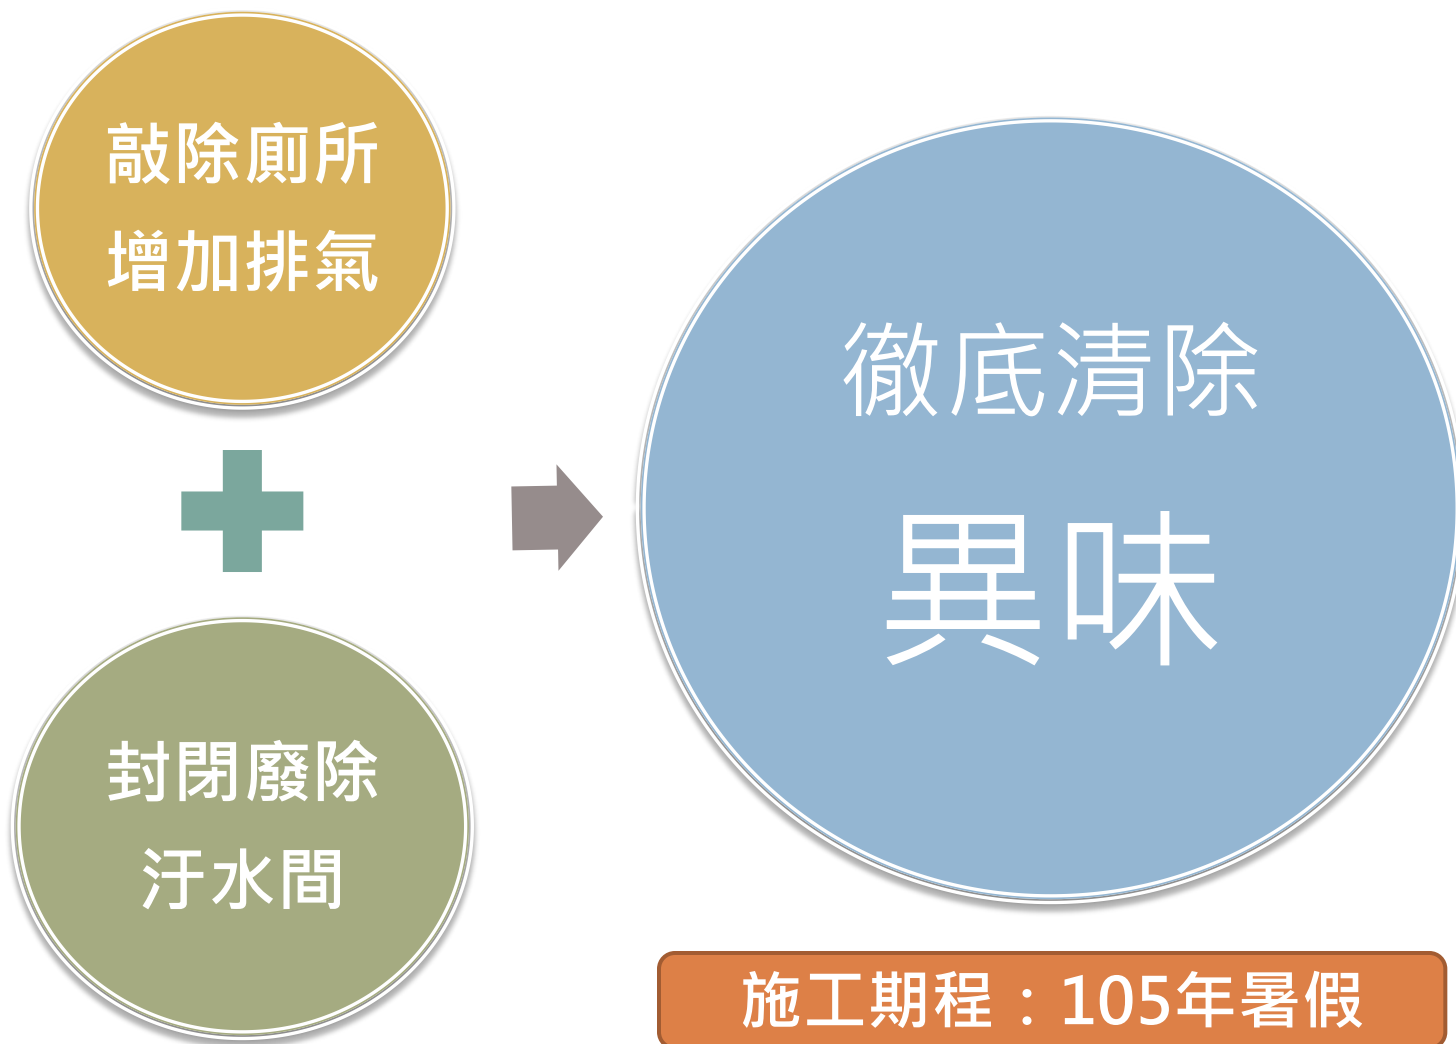 敲除廁所
增加排氣
封閉廢除
汙水間
徹底清除
異味
施工期程：105年暑假